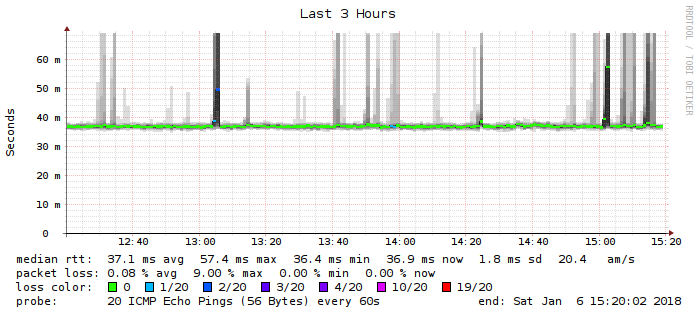 Last 3 Hours
RRDTOOL / TOBI OETIKER
Seconds
60 m
50 m
40 m
30 m
20 m
10 m
0
12:40 13:00 13:20 13:40 14:00 14:20 14:40 15:00 15:20
median rtt: 37.1 ms avg 57.4 ms max 36.4 ms min 36.9 ms now 1.8 ms sd 20.4 am/s
packet loss: 0.08 % avg 9.00 % max 0.00 % min 0.00 % now
loss color: 0 1/20 2/20 3/20 4/20 10/20 19/20
probe: 20 ICMP Echo Pings (56 Bytes) every 60s end: Sat Jan 6 15:20:02 2018